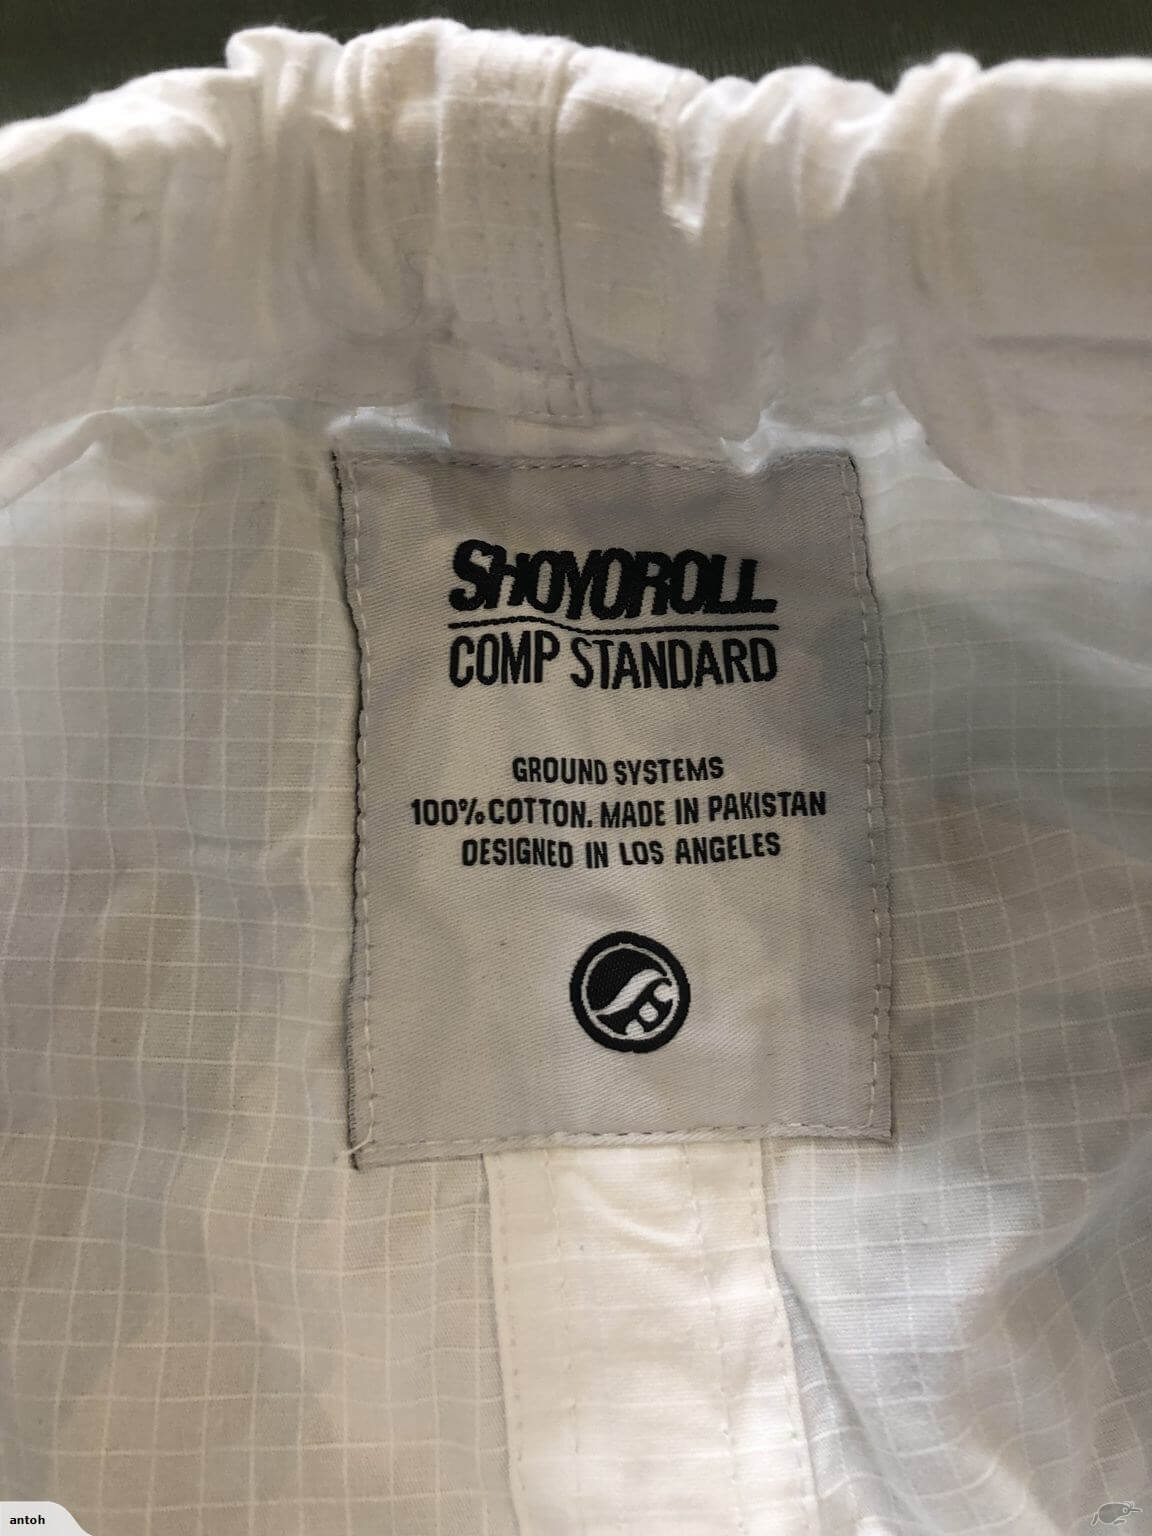 SHOYOROLL
COMP STANDARD
GROUND SYSTEMS
100% COTTON. MADE IN PAKISTAN
DESIGNED IN LOS ANGELES
antoh